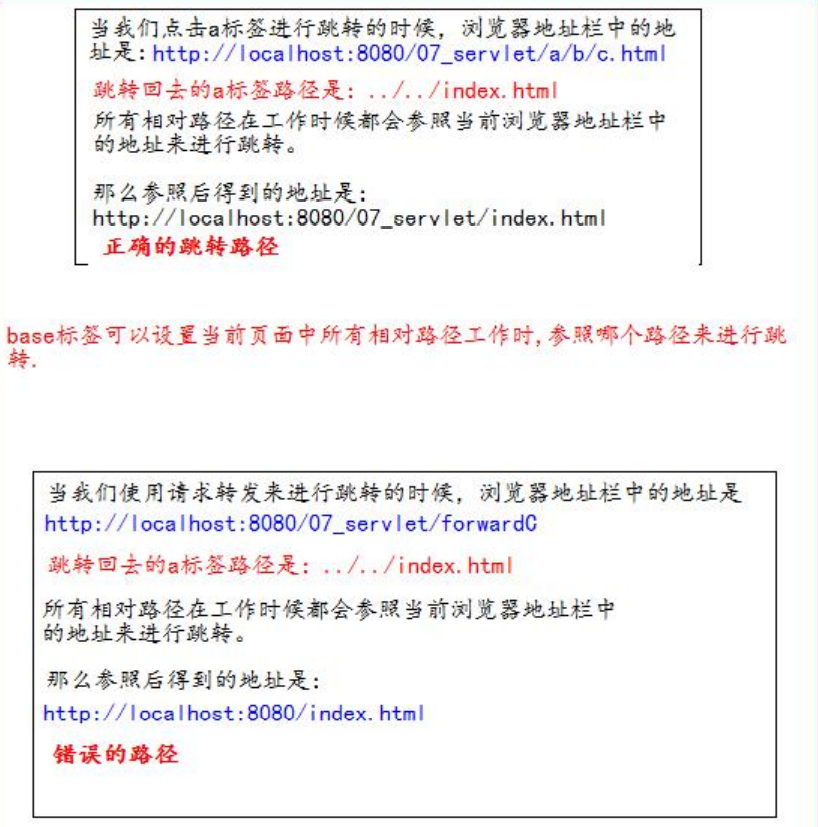 当我们点击a标签进行跳转的时候, 浏览器地址栏中的地
址是:http://localhost:8080/07_servlet/a/b/c.html
跳转回去的a标签路径是: ../../index.html
所有相对路径在工作时候都会参照当前浏览器地址栏中
的地址来进行跳转。
那么参照后得到的地址是:
http://localhost:8080/07_servlet/index.html
正确的跳转路径
base标签可以设置当前页面中所有相对路径工作时,参照哪个路径来进行跳
转.
当我们使用请求转发来进行跳转的时候, 浏览器地址栏中的地址是
http://localhost:8080/07_servlet/forwardC
跳转回去的a标签路径是: ../../index.html
所有相对路径在工作时候都会参照当前浏览器地址栏中
的地址来进行跳转。
那么参照后得到的地址是:
http://localhost:8080/index.html
错误的路径